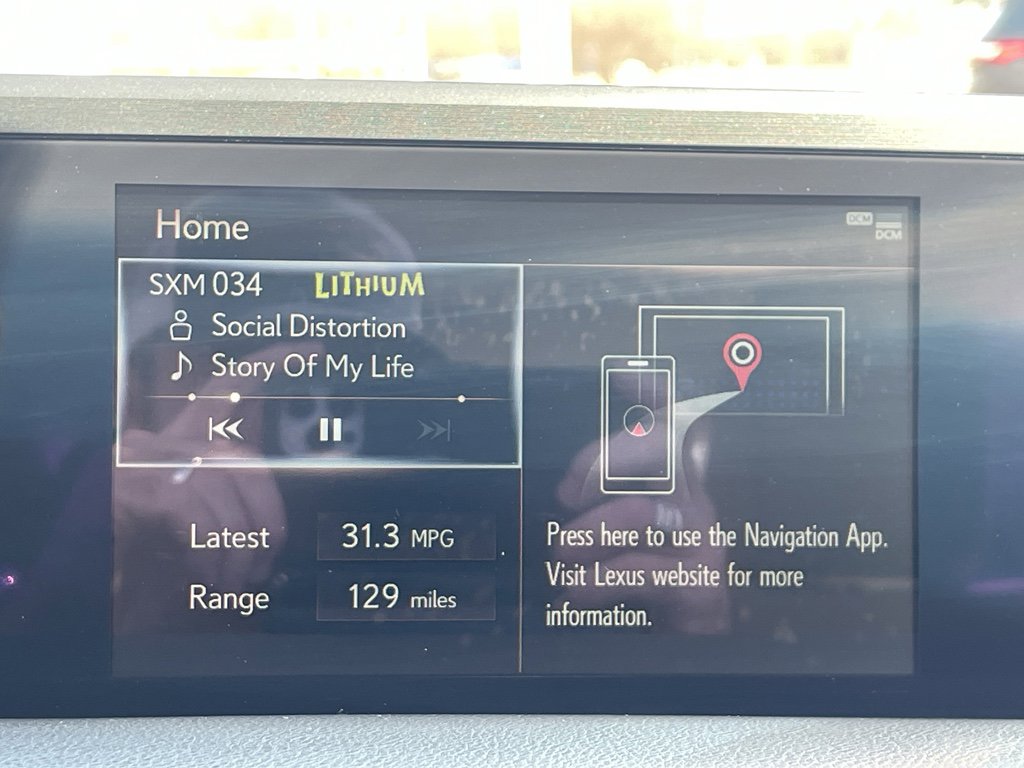 Home
DCM
DCM
SXM 034 LITHIUM
Social Distortion
Story Of My Life
Latest 31.3 MPG
Range 129 miles
Press here to use the Navigation App.
Visit Lexus website for more
information.